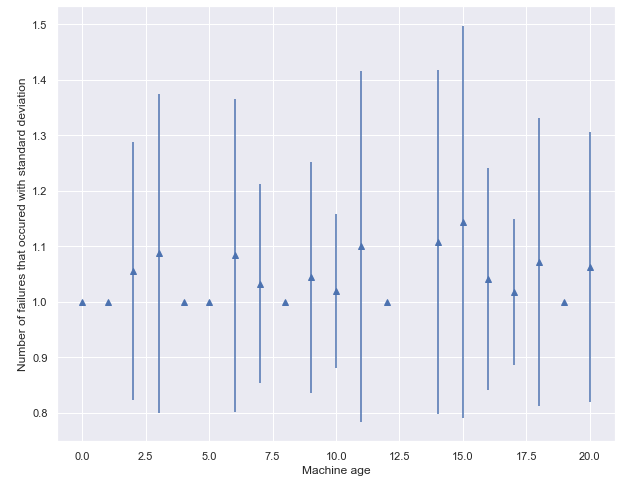 Number of failures that occured with standard deviation
1.5
1.4
1.3
1.2
1.1
1.0
0.9
0.8
0.0 2.5 5.0 7.5 10.0 12.5 15.0 17.5 20.0
Machine age